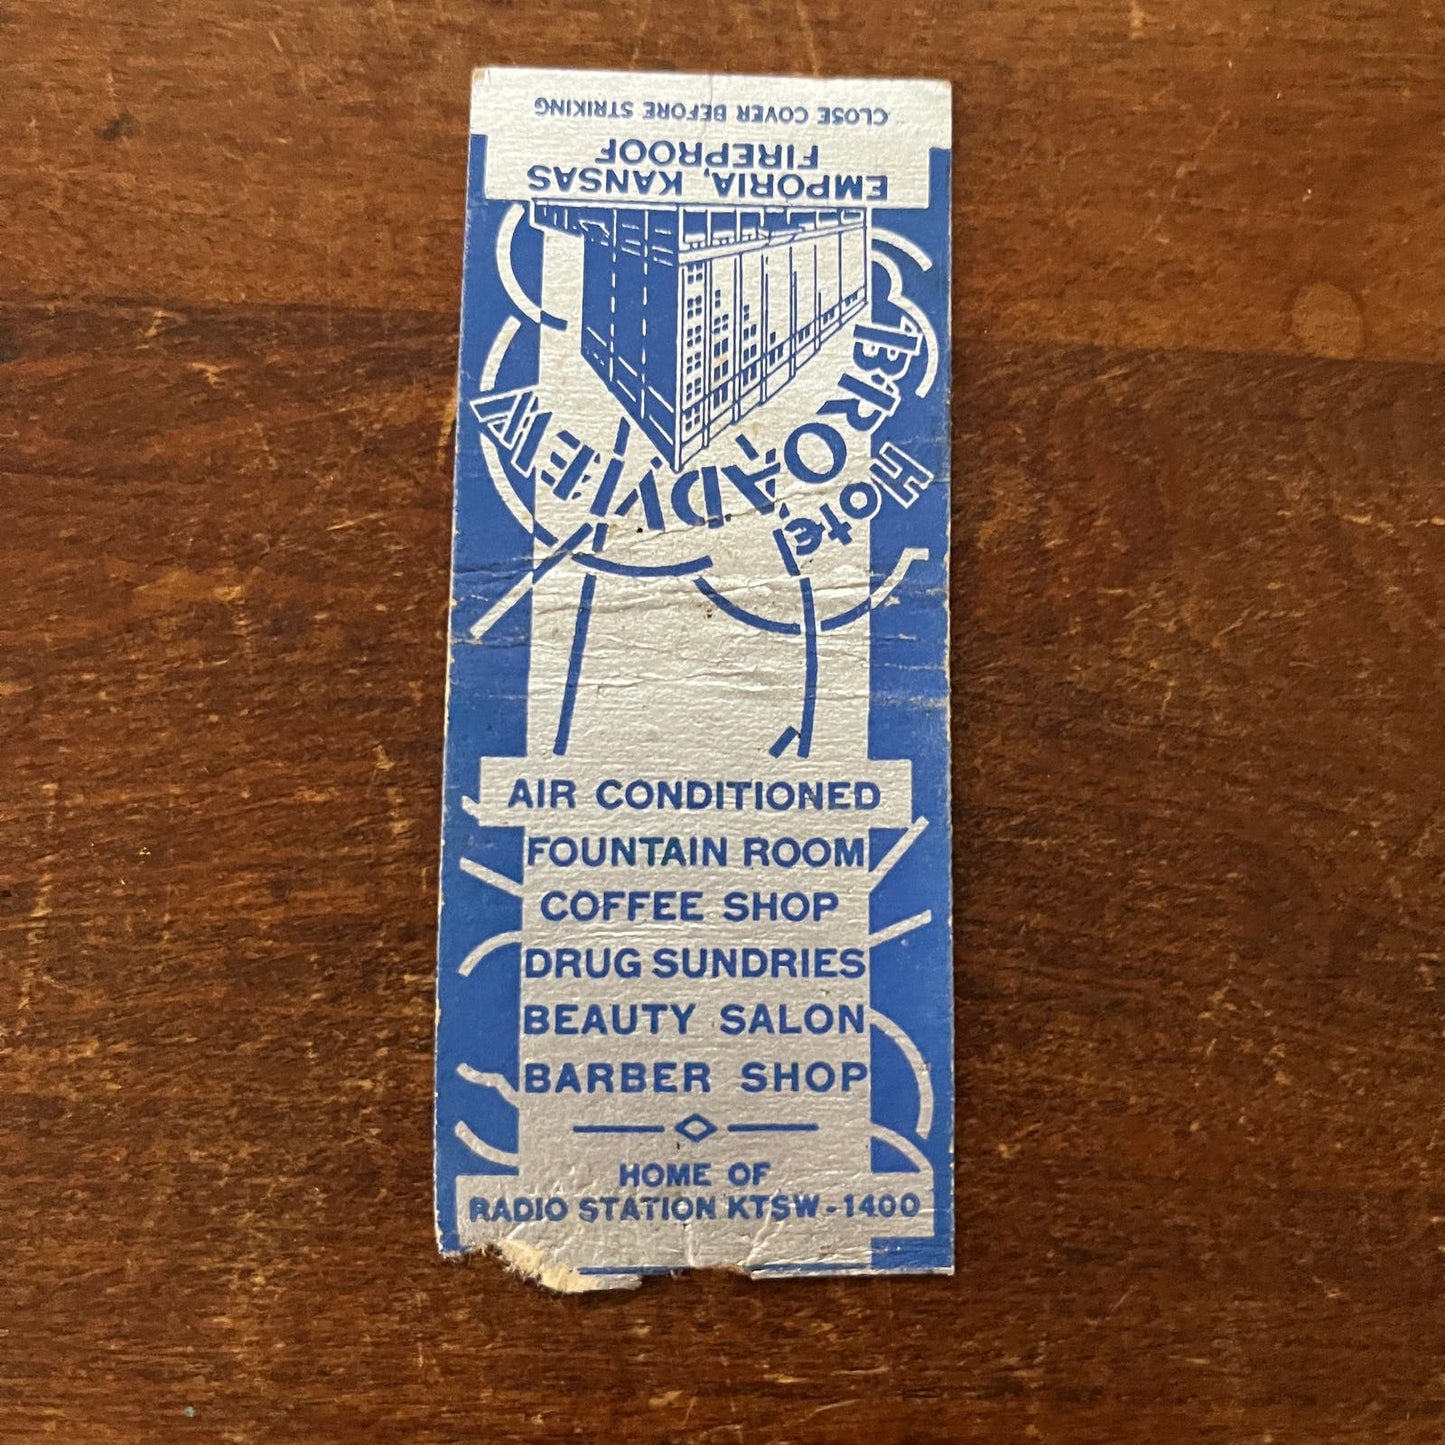 CLOSE COVER BEFORE STRIKING
FIREPROOF
EMPORIA, KANSAS
Hotel
BROADVIEW
AIR CONDITIONED
FOUNTAIN ROOM
COFFEE SHOP
DRUG SUNDRIES
BEAUTY SALON
BARBER SHOP
HOME OF
RADIO STATION KTSW-1400